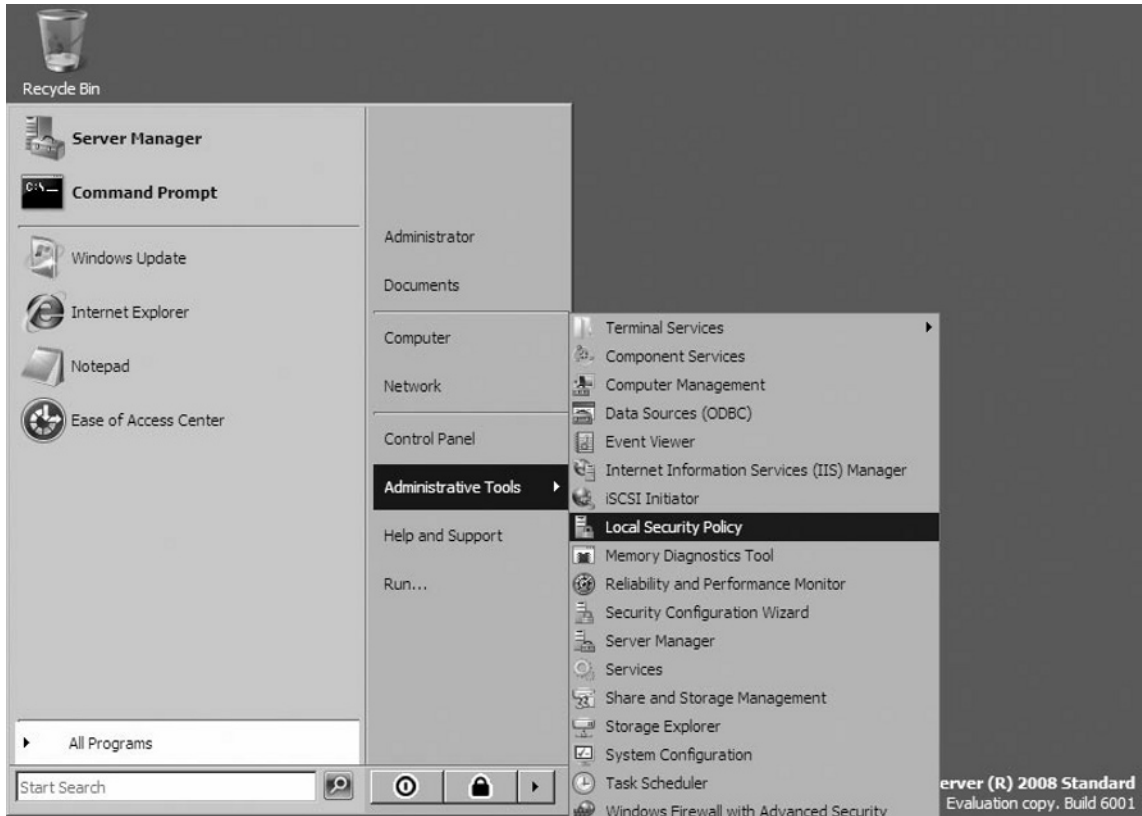 Recycle Bin
Server Manager
Command Prompt
Windows Update
Internet Explorer
Notepad
Ease of Access Center
All Programs
Start Search
Administrator
Documents
Computer
Network
Control Panel
Administrative Tools
Help and Support
Run...
Terminal Services
Component Services
Computer Management
Data Sources (ODBC)
Event Viewer
Internet Information Services (IIS) Manager
iSCSI Initiator
Local Security Policy
Memory Diagnostics Tool
Reliability and Performance Monitor
Security Configuration Wizard
Server Manager
Services
Share and Storage Management
Storage Explorer
System Configuration
Task Scheduler
Windows Firewall with Advanced Security
erver (R) 2008 Standard
Evaluation copy. Build 6001